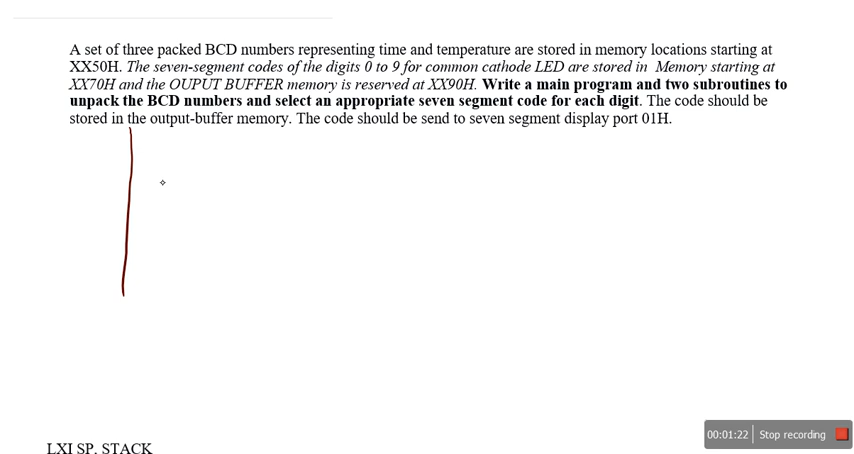 A set of three packed BCD numbers representing time and temperature are stored in memory locations starting at
XX50H. The seven-segment codes of the digits 0 to 9 for common cathode LED are stored in Memory starting at
XX70H and the OUPUT BUFFER memory is reserved at XX90H. Write a main program and two subroutines to
unpack the BCD numbers and select an appropriate seven segment code for each digit. The code should be
stored in the output-buffer memory. The code should be send to seven segment display port 01H.
00:01:22 Stop recording
LXI SP, STACK